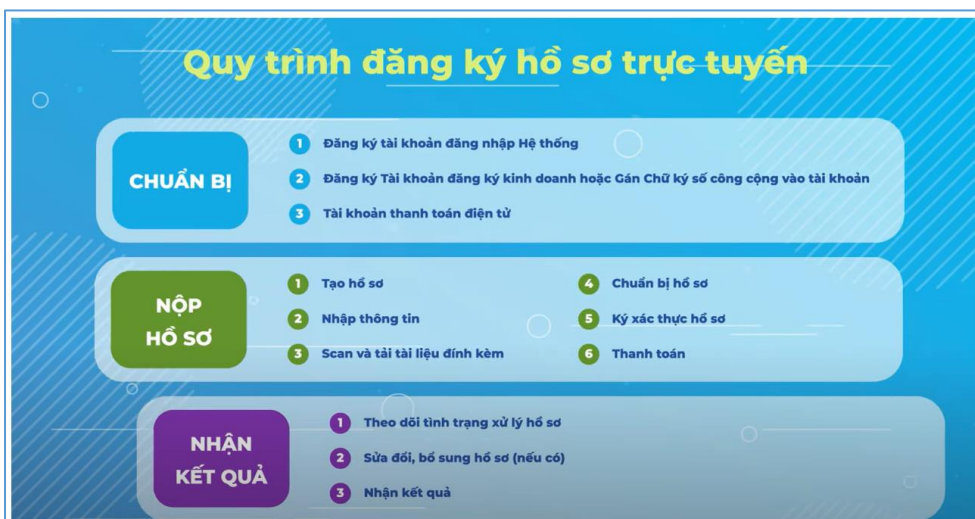 Quy trình đăng ký hồ sơ trực tuyến
CHUẨN BỊ
1 Đăng ký tài khoản đăng nhập Hệ thống
2 Đăng ký Tài khoản đăng ký kinh doanh hoặc Gán Chữ ký số công cộng vào tài khoản
3 Tài khoản thanh toán điện tử
NỘP
HỒ SƠ
1 Tạo hồ sơ
2 Nhập thông tin
3 Scan và tải tài liệu đính kèm
4 Chuẩn bị hồ sơ
5 Ký xác thực hồ sơ
6 Thanh toán
NHẬN
KẾT QUẢ
1 Theo dõi tình trạng xử lý hồ sơ
2 Sửa đổi, bổ sung hồ sơ (nếu có)
3 Nhận kết quả